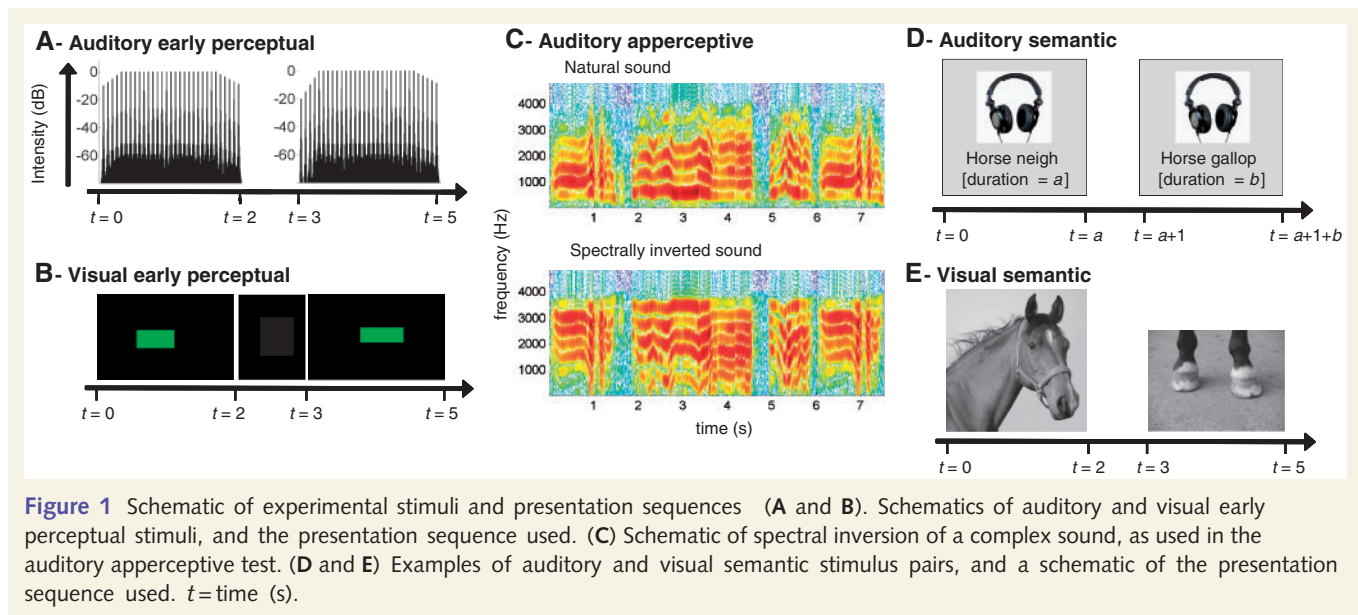 A- Auditory early perceptual
Intensity (dB)
0
-20
-40
-60
0
-20
-40
-60
t = 0
t = 2
t = 3
t = 5
B- Visual early perceptual
t = 0
t = 2
t = 3
t = 5
C- Auditory apperceptive
Natural sound
frequency (Hz)
4000
3000
2000
1000
1 2 3 4 5 6 7
Spectrally inverted sound
4000
3000
2000
1000
1 2 3 4 5 6 7
time (s)
D- Auditory semantic
Horse neigh
[duration = a]
Horse gallop
[duration = b]
t = 0
t = a
t = a+1
t = a+1+b
E- Visual semantic
t = 0
t = 2
t = 3
t = 5
Figure 1 Schematic of experimental stimuli and presentation sequences (A and B). Schematics of auditory and visual early
perceptual stimuli, and the presentation sequence used. (C) Schematic of spectral inversion of a complex sound, as used in the
auditory apperceptive test. (D and E) Examples of auditory and visual semantic stimulus pairs, and a schematic of the presentation
sequence used. t = time (s).